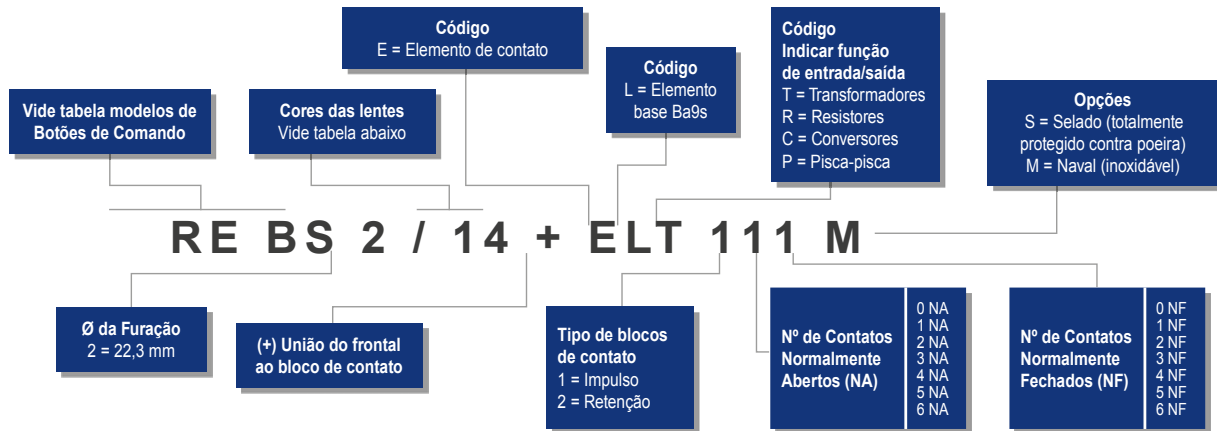 Código
E = Elemento de contato
Código
Indicar função
de entrada/saída
T = Transformadores
R = Resistores
C = Conversores
P = Pisca-pisca
Código
L = Elemento
base Ba9s
Vide tabela modelos de
Botões de Comando
Cores das lentes
Vide tabela abaixo
Opções
S = Selado (totalmente
protegido contra poeira)
M = Naval (inoxidável)
RE BS 2 / 14 + ELT 111 M
Ø da Furação
2 = 22,3 mm
(+) União do frontal
ao bloco de contato
Tipo de blocos
de contato
1 = Impulso
2 = Retenção
Nº de Contatos
Normalmente
Abertos (NA)
0 NA
1 NA
2 NA
3 NA
4 NA
5 NA
6 NA
Nº de Contatos
Normalmente
Fechados (NF)
0 NF
1 NF
2 NF
3 NF
4 NF
5 NF
6 NF